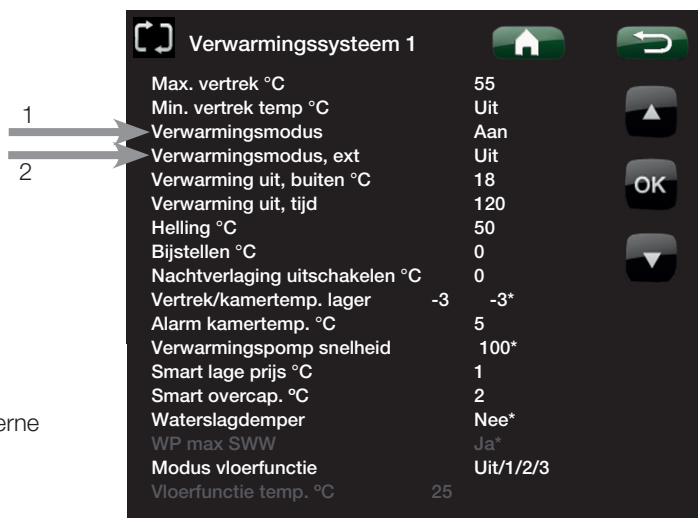 Verwarmingssysteem 1
Max. vertrek °C 55
Min. vertrek temp °C Uit
1
Verwarmingsmodus Aan
2
Verwarmingsmodus, ext Uit
Verwarming uit, buiten °C 18
OK
Verwarming uit, tijd 120
Helling °C 50
Bijstellen °C 0
Nachtverlaging uitschakelen °C 0
Vertrek/kamertemp. lager -3 -3*
Alarm kamertemp. °C 5
Verwarmingspomp snelheid 100*
Smart lage prijs °C 1
Smart overcap. ºC 2
erne
Waterslagdemper Nee*
WP max SWW Ja*
Modus vloerfunctie Uit/1/2/3
Vloerfunctie temp. ºC 25